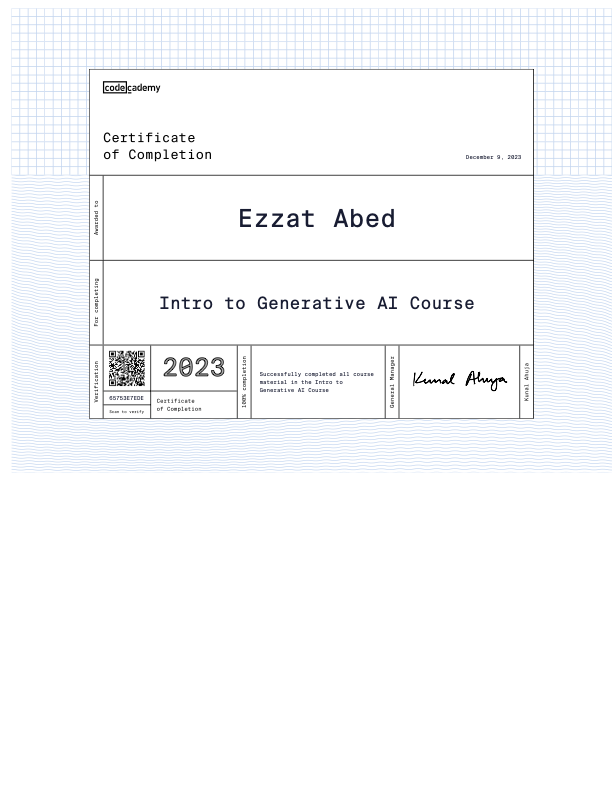 codecademy
Certificate
of Completion
December 9, 2023
Awarded to
Ezzat Abed
For completing
Intro to Generative AI Course
Verification
65753E7EDE
Scan to verify
2023
Certificate
of Completion
100% completion
Successfully completed all course
material in the Intro to
Generative AI Course
General Manager
Kunal Ahuja
Kunal Ahuja